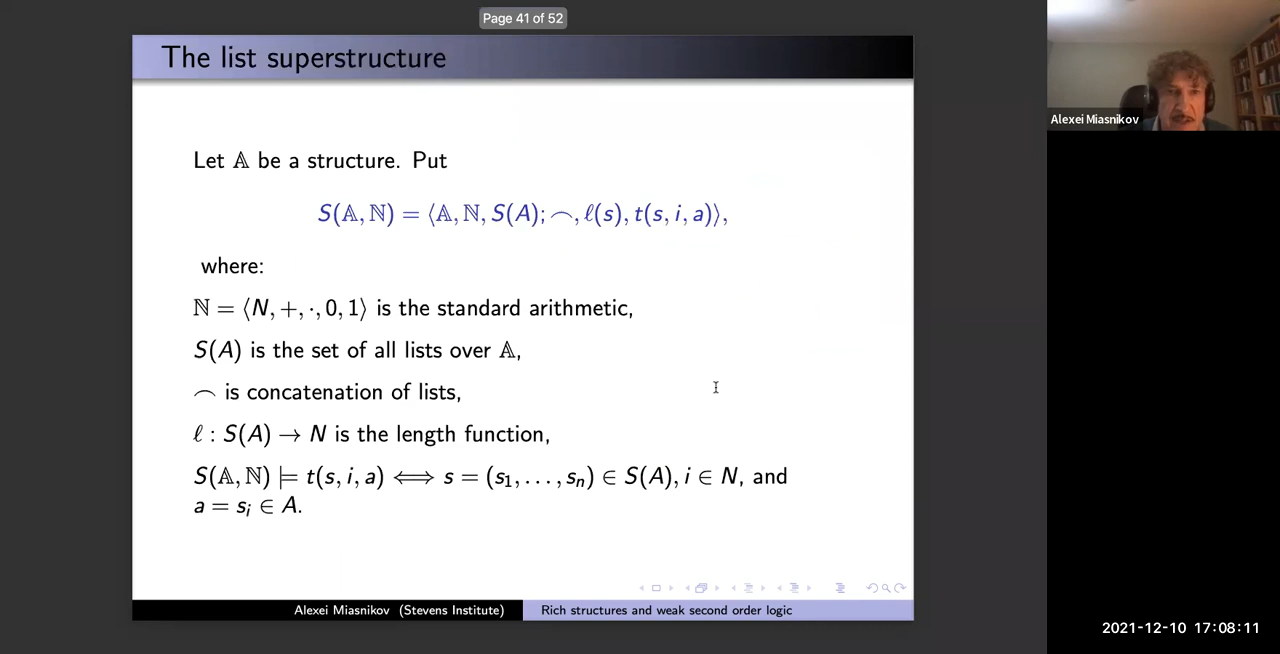 Page 41 of 52
The list superstructure
Alexei Miasnikov
Let 𝔸 be a structure. Put
S(𝔸, ℕ) = ⟨𝔸, ℕ, S(A); ⌢, ℓ(s), t(s, i, a)⟩,
where:
ℕ = ⟨N, +, ·, 0, 1⟩ is the standard arithmetic,
S(A) is the set of all lists over 𝔸,
⌢ is concatenation of lists,
ℓ : S(A) → N is the length function,
S(𝔸, ℕ) ⊨ t(s, i, a) ⟺ s = (s₁, . . . , sₙ) ∈ S(A), i ∈ N, and
a = sᵢ ∈ A.
Alexei Miasnikov (Stevens Institute) Rich structures and weak second order logic
2021-12-10 17:08:11